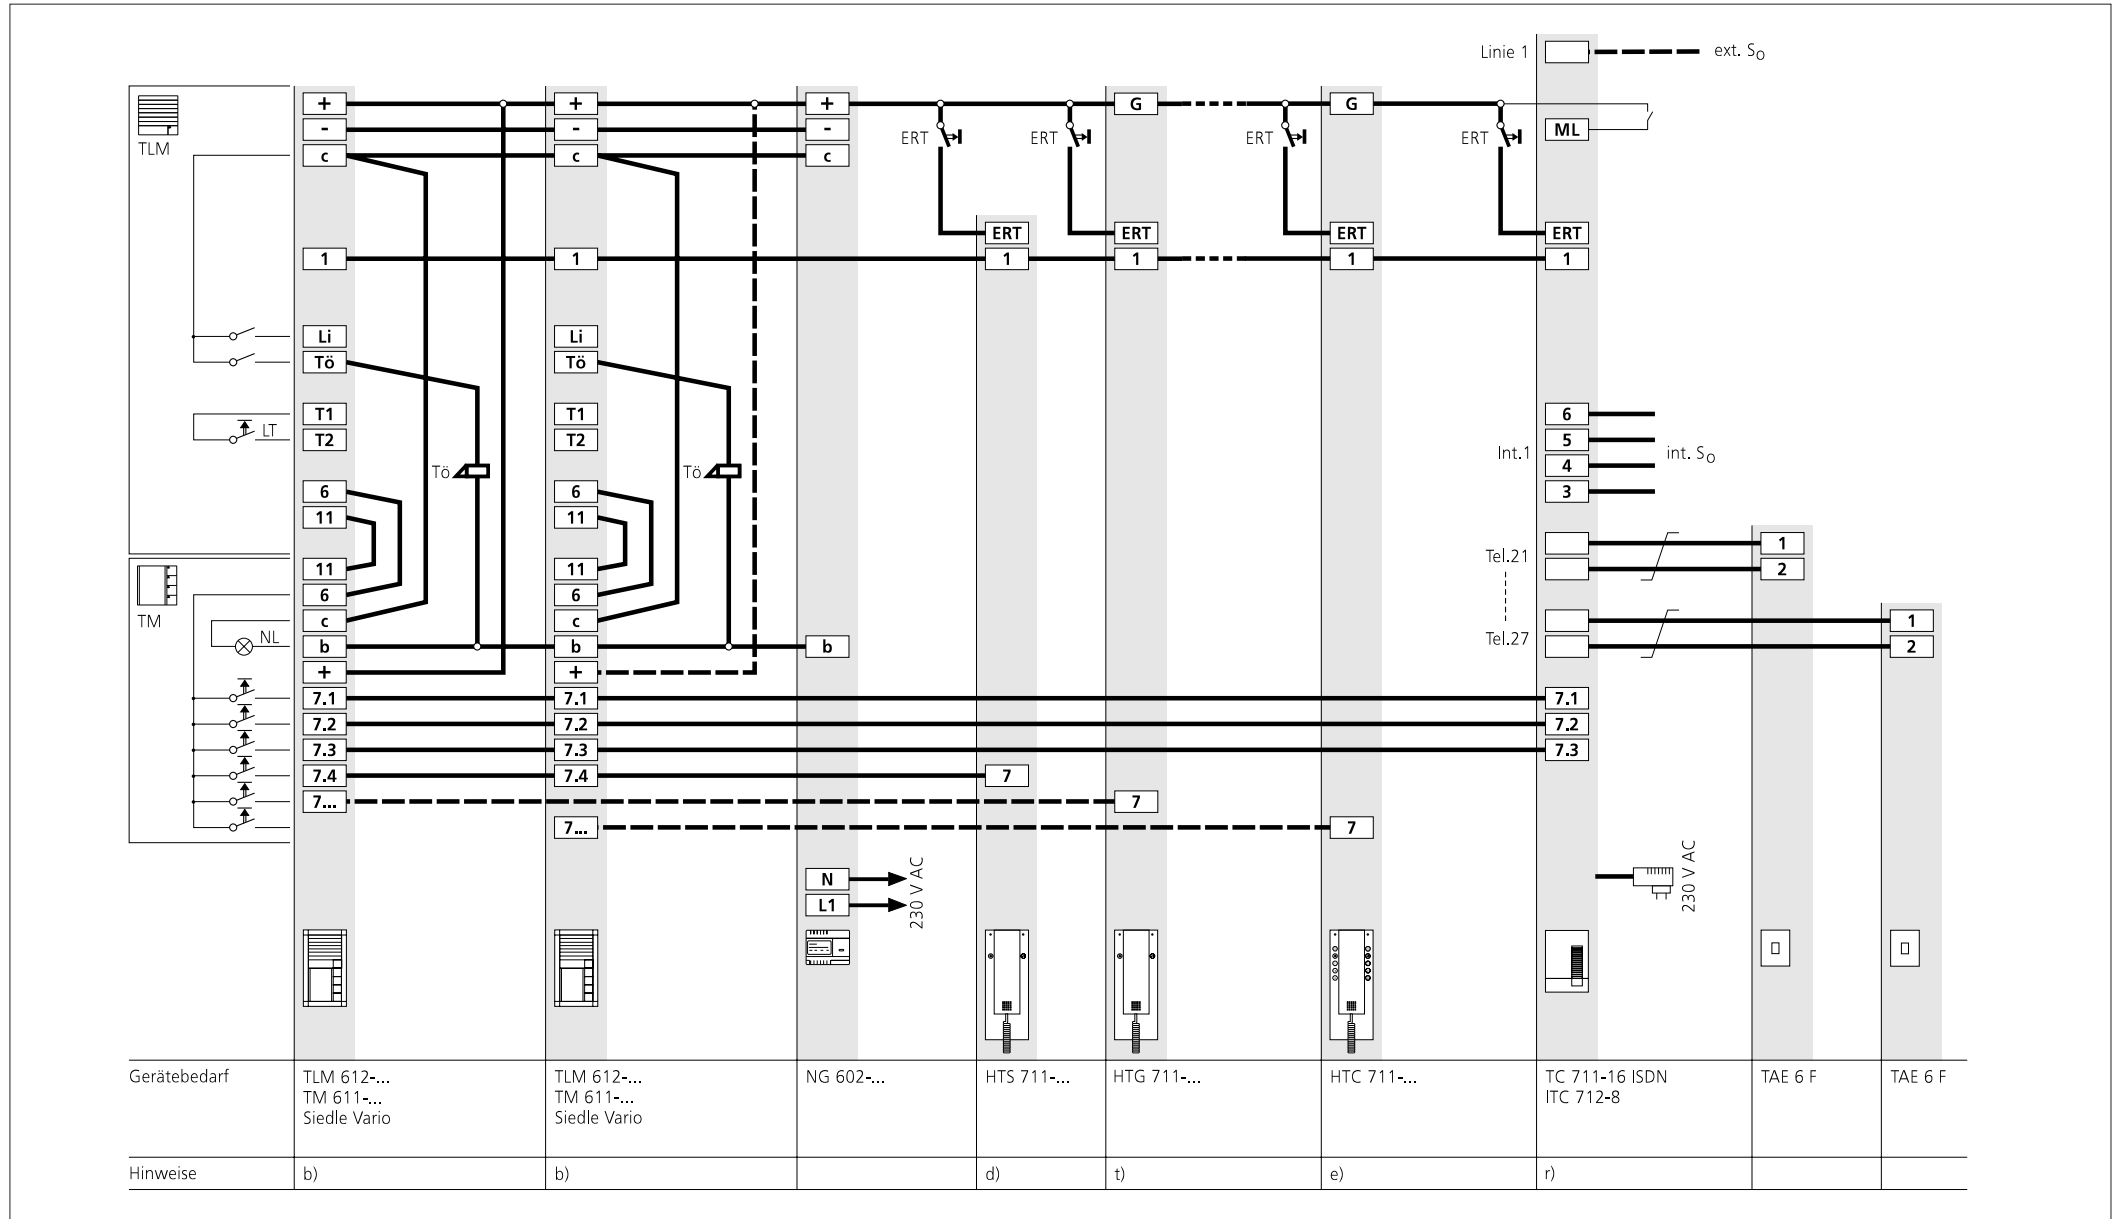 Linie 1 ext. S0
TLM + + + G G
- - - ERT ERT ERT ERT ML
c c c
ERT ERT ERT ERT
1 1 1 1 1 1
Li Li
Tö Tö
T1 T1 6
LT T2 T2 5
Int.1 int. S0
Tö Tö 4
6 6 3
11 11
1
Tel.21
11 11 2
6 6
TM c c 1
Tel.27
NL b b b 2
+ +
7.1 7.1 7.1
7.2 7.2 7.2
7.3 7.3 7.3
7.4 7.4 7
7... 7
7... 7
N 230 V AC 230 V AC
L1
Gerätebedarf TLM 612-... TLM 612-... NG 602-... HTS 711-... HTG 711-... HTC 711-... TC 711-16 ISDN TAE 6 F TAE 6 F
TM 611-... TM 611-... ITC 712-8
Siedle Vario Siedle Vario
Hinweise b) b) d) t) e) r)